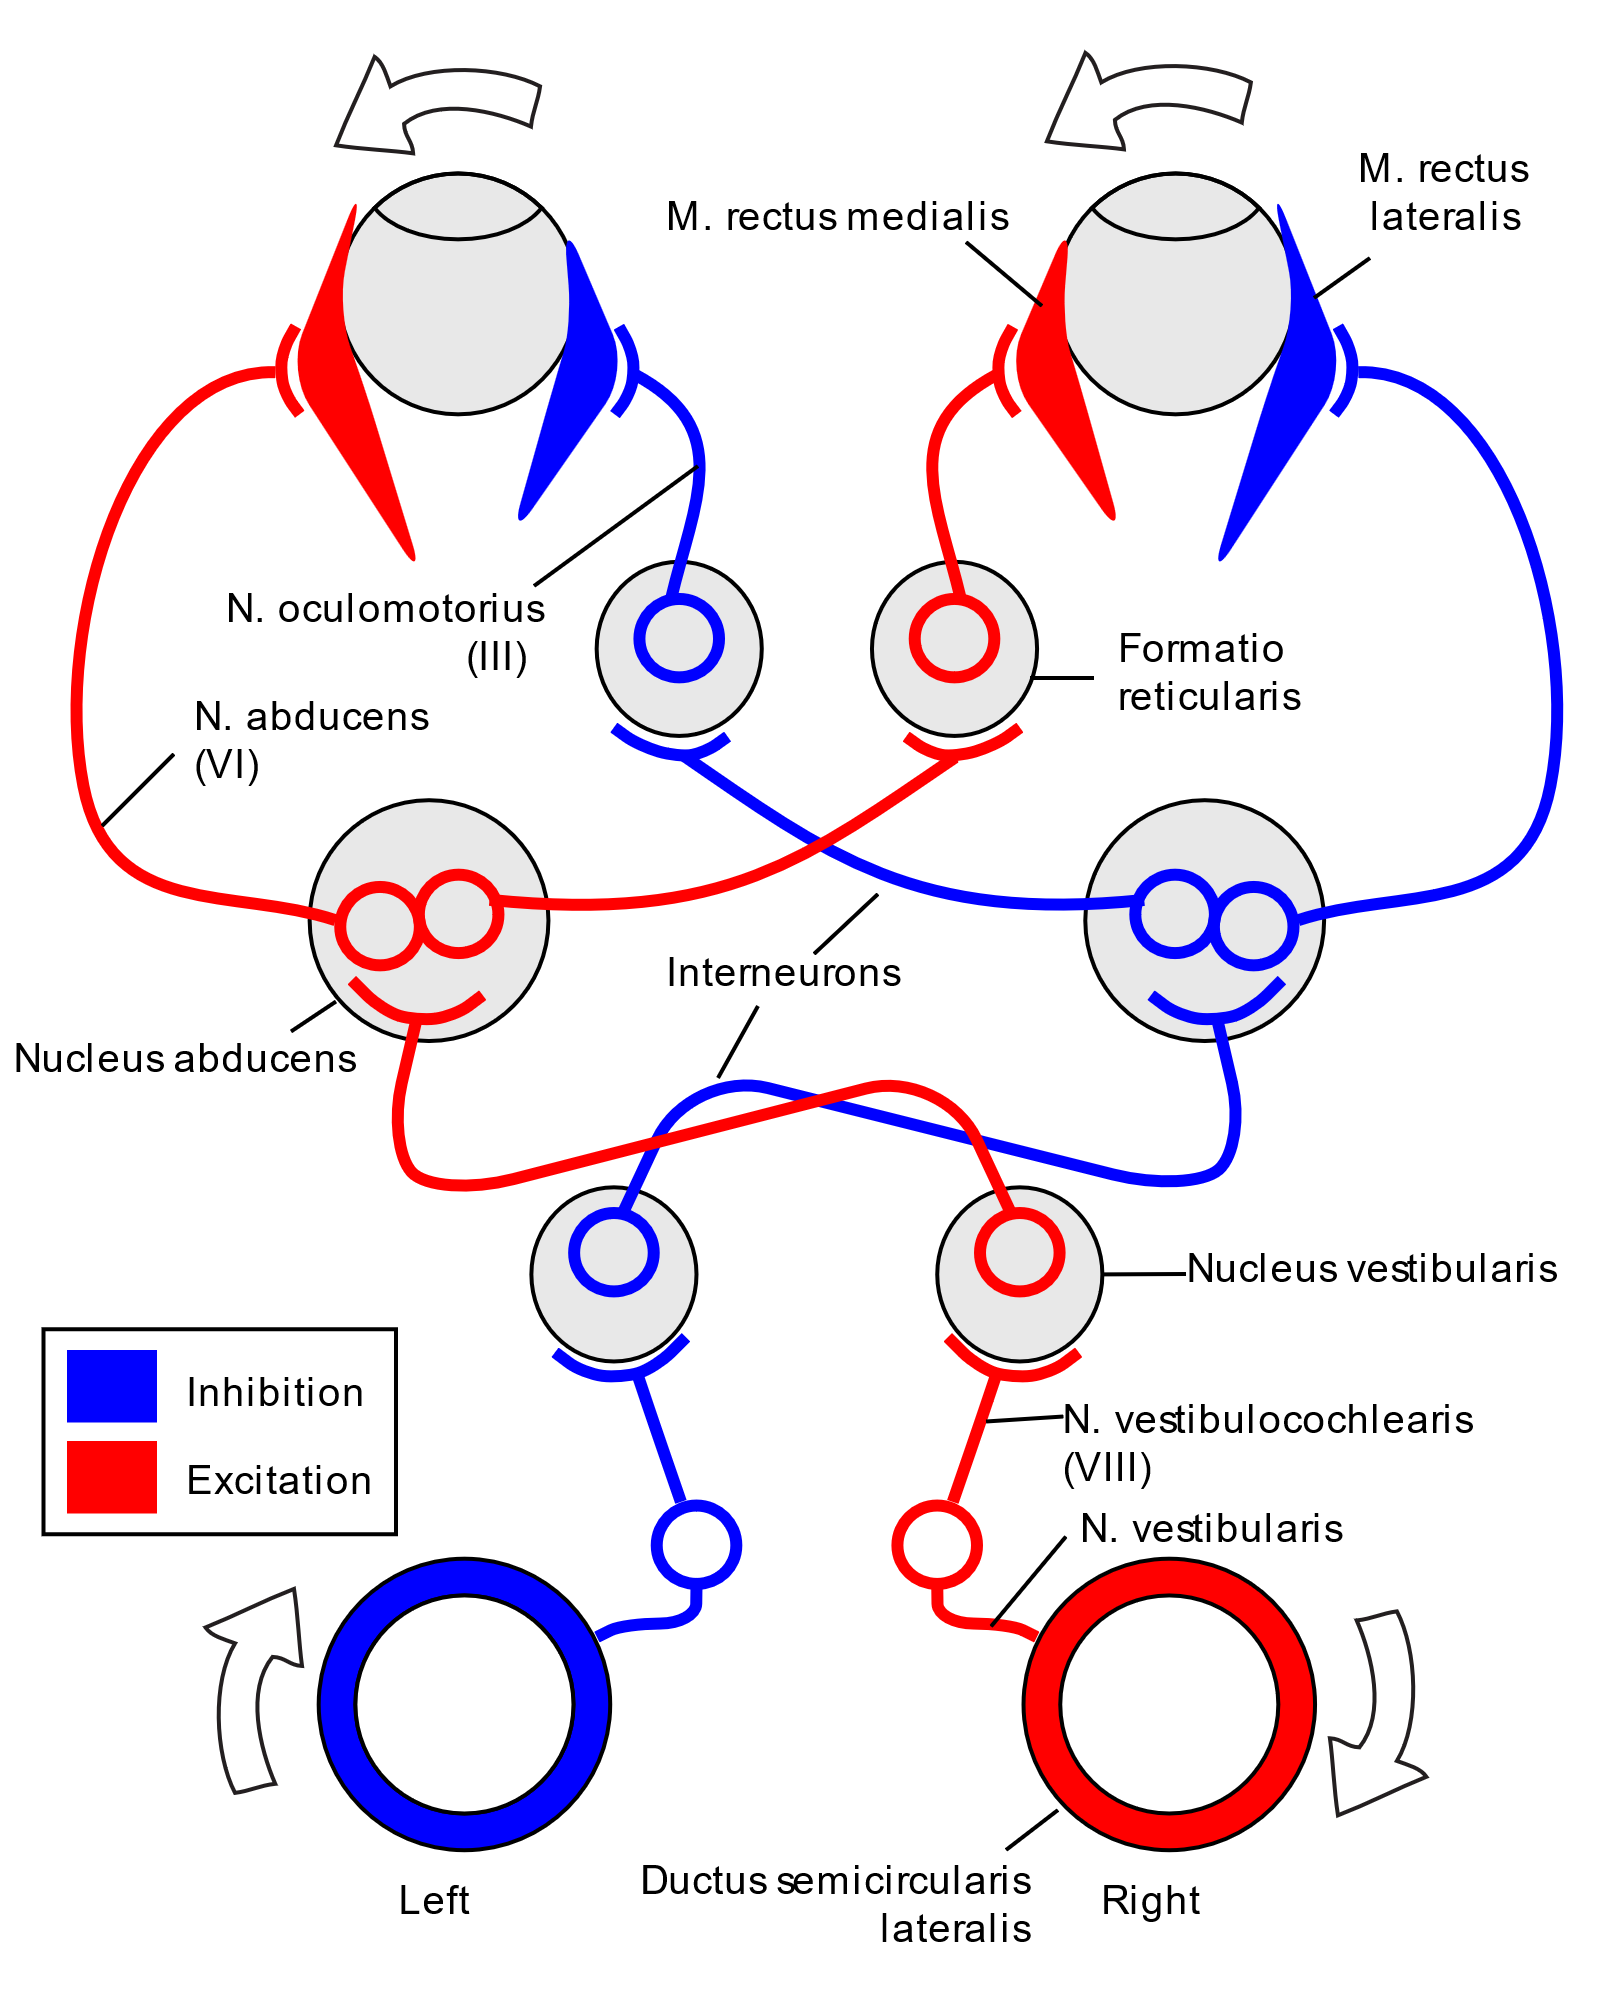 M. rectus
lateralis
M. rectus medialis
N. oculomotorius
(III)
Formatio
reticularis
N. abducens
(VI)
Interneurons
Nucleus abducens
Nucleus vestibularis
Inhibition
Excitation
N. vestibulocochlearis
(VIII)
N. vestibularis
Ductus semicircularis
lateralis
Left
Right